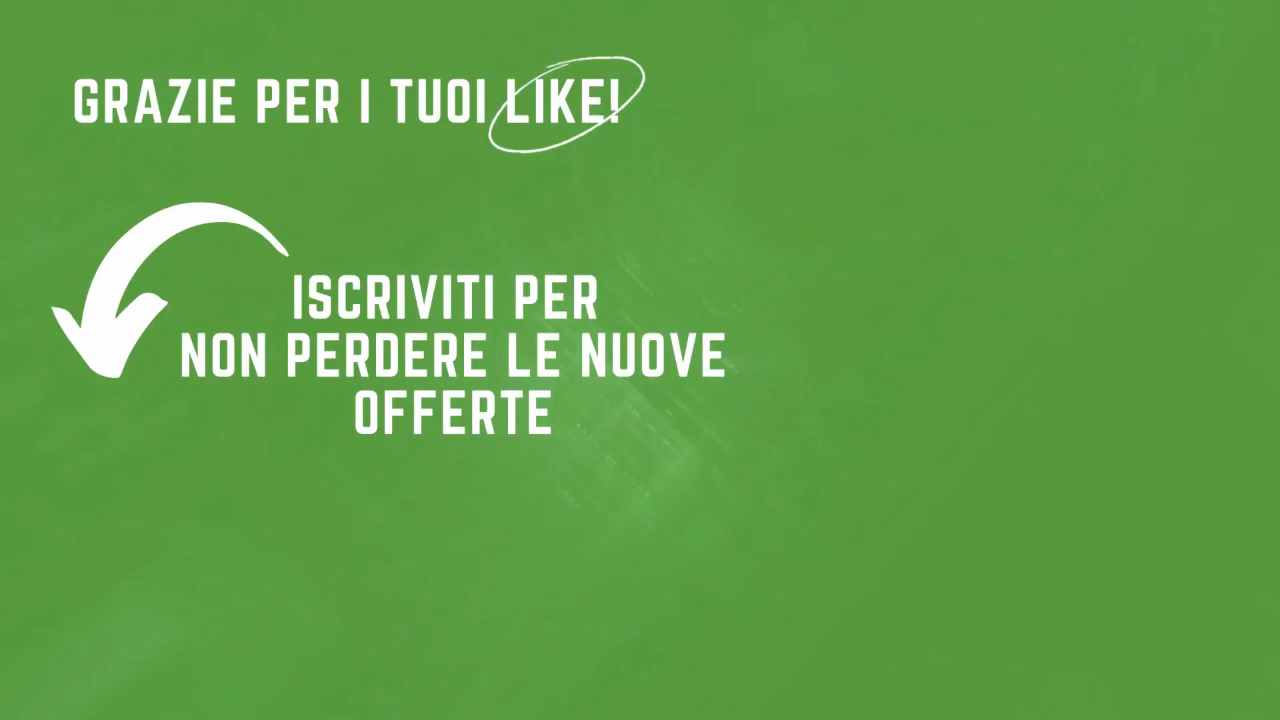 GRAZIE PER I TUOI LIKE!
ISCRIVITI PER
NON PERDERE LE NUOVE
OFFERTE